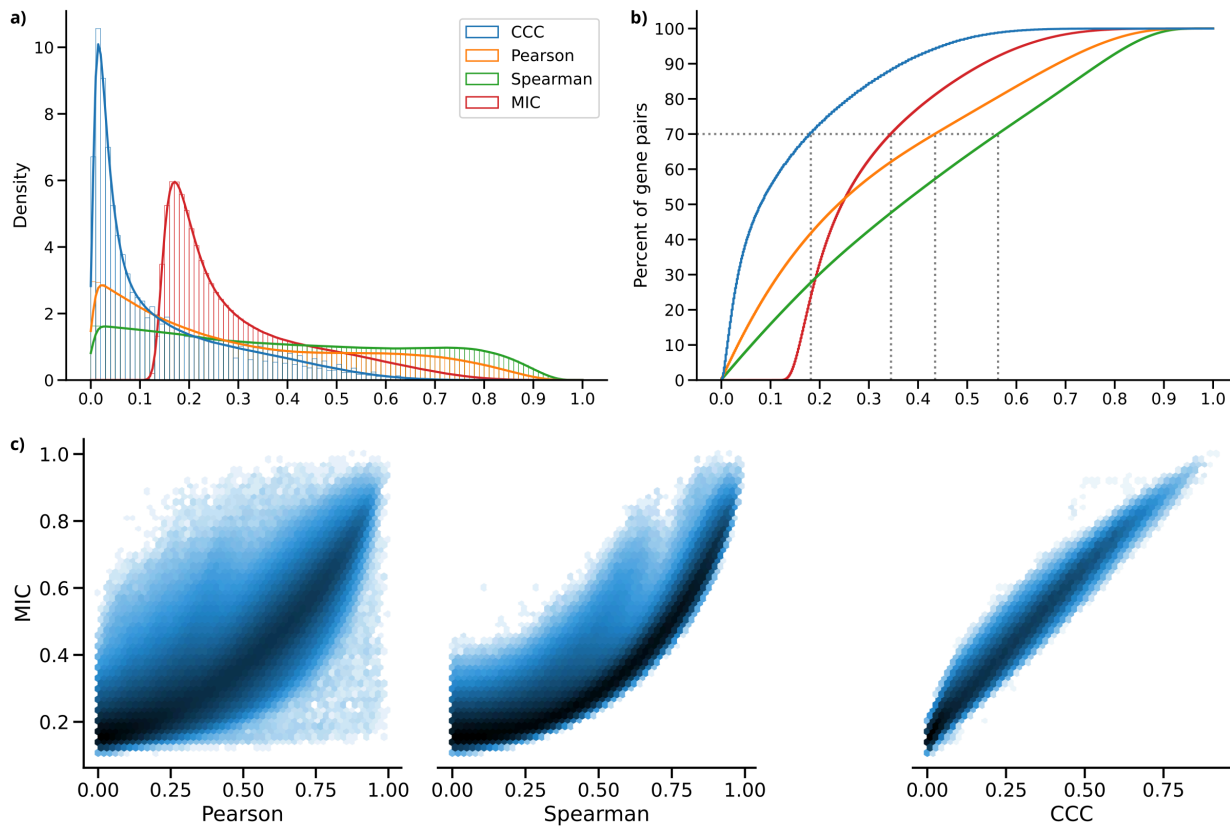 a)
CCC
Pearson
Spearman
MIC
Density
10
8
6
4
2
0
0.0 0.1 0.2 0.3 0.4 0.5 0.6 0.7 0.8 0.9 1.0
b)
Percent of gene pairs
100
90
80
70
60
50
40
30
20
10
0
0.0 0.1 0.2 0.3 0.4 0.5 0.6 0.7 0.8 0.9 1.0
c)
MIC
1.0
0.8
0.6
0.4
0.2
0.00 0.25 0.50 0.75 1.00
Pearson
0.00 0.25 0.50 0.75 1.00
Spearman
0.00 0.25 0.50 0.75
CCC